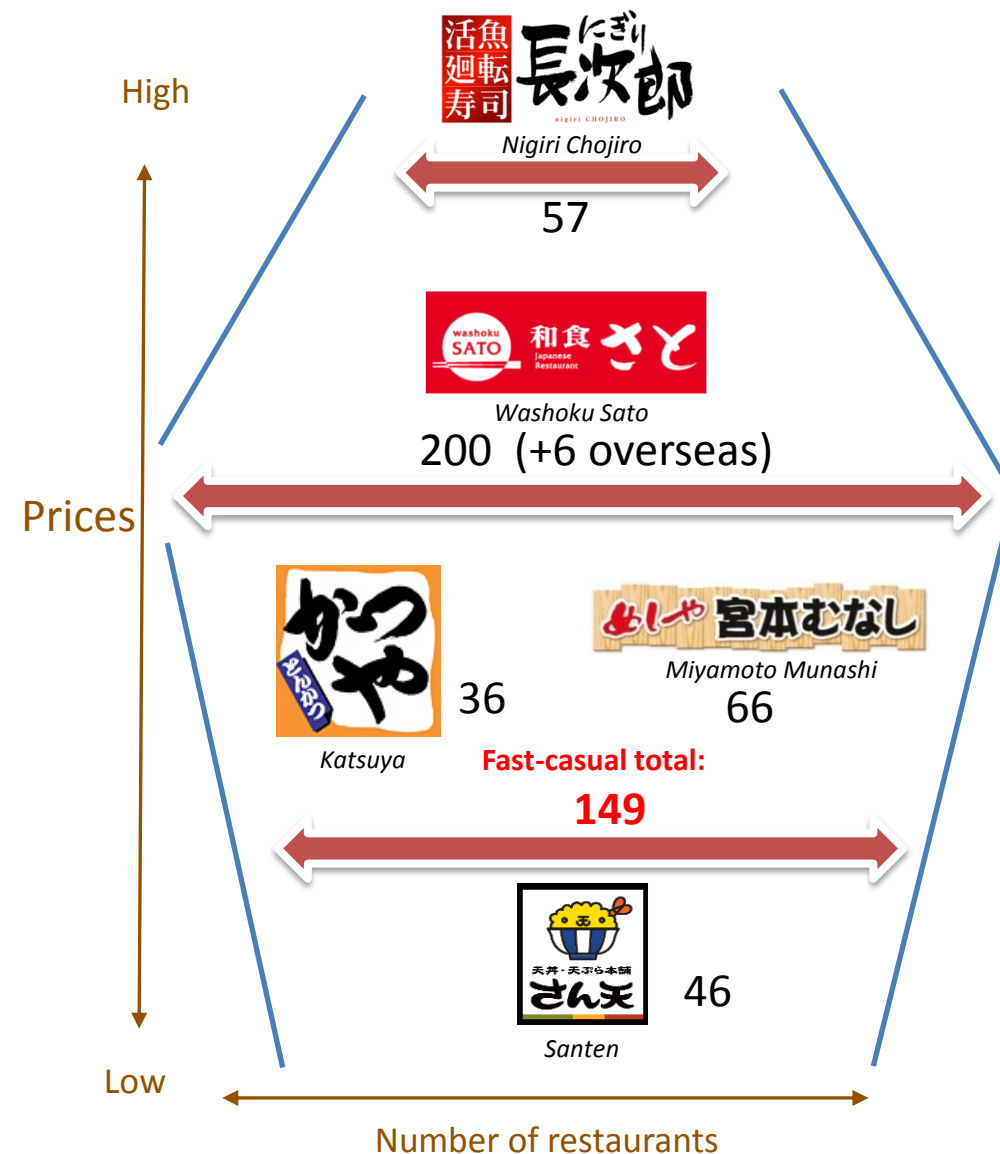 High
活魚
廻転
寿司
にぎり
長次郎
nigiri CHOJIRO
Nigiri Chojiro
57
washoku
SATO
和食 さと
Japanese
Restaurant
Washoku Sato
200 (+6 overseas)
Prices
かつや
とんかつ
36
Katsuya
めしや 宮本むなし
Miyamoto Munashi
66
Fast-casual total:
149
天丼・天ぷら本舗
さん天
46
Santen
Low
Number of restaurants